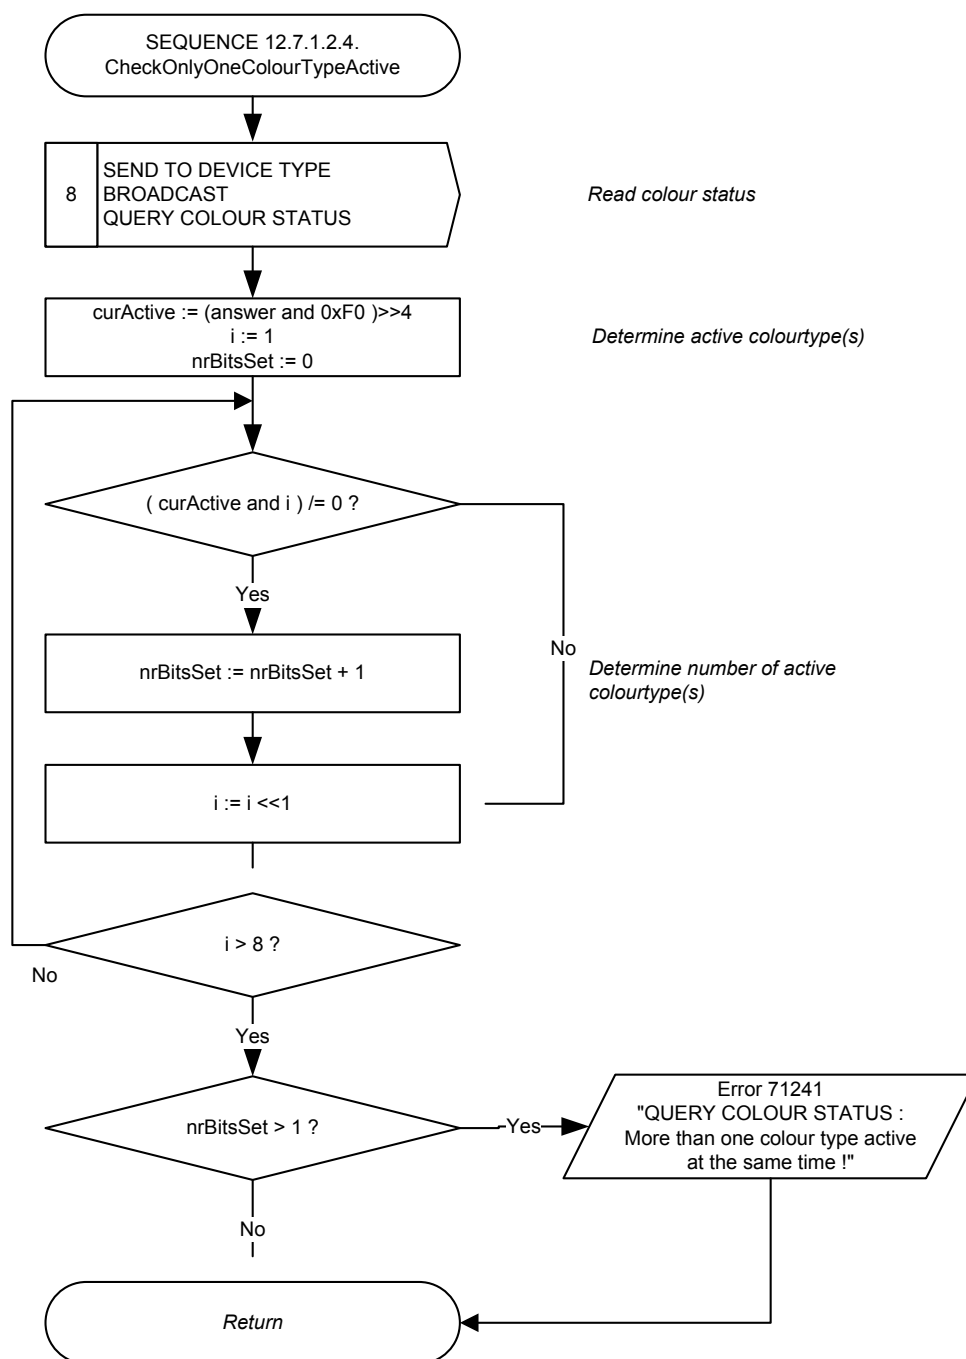 SEQUENCE 12.7.1.2.4.
CheckOnlyOneColourTypeActive
8
SEND TO DEVICE TYPE
BROADCAST
QUERY COLOUR STATUS
Read colour status
curActive := (answer and 0xF0 )>>4
i := 1
nrBitsSet := 0
Determine active colourtype(s)
( curActive and i ) /= 0 ?
Yes
No
nrBitsSet := nrBitsSet + 1
Determine number of active
colourtype(s)
i := i <<1
i > 8 ?
No
Yes
nrBitsSet > 1 ?
Yes
Error 71241
"QUERY COLOUR STATUS :
More than one colour type active
at the same time !"
No
Return